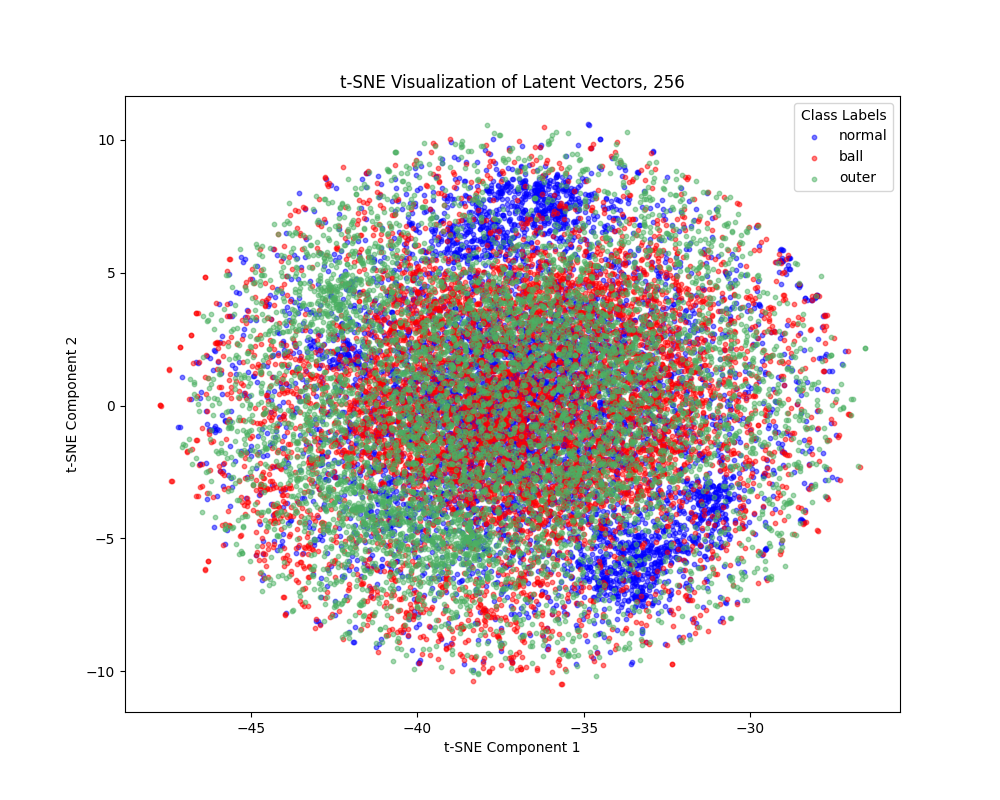 t-SNE Visualization of Latent Vectors, 256
Class Labels
normal
ball
outer
10
5
0
−5
−10
t-SNE Component 2
−45
−40
−35
−30
t-SNE Component 1